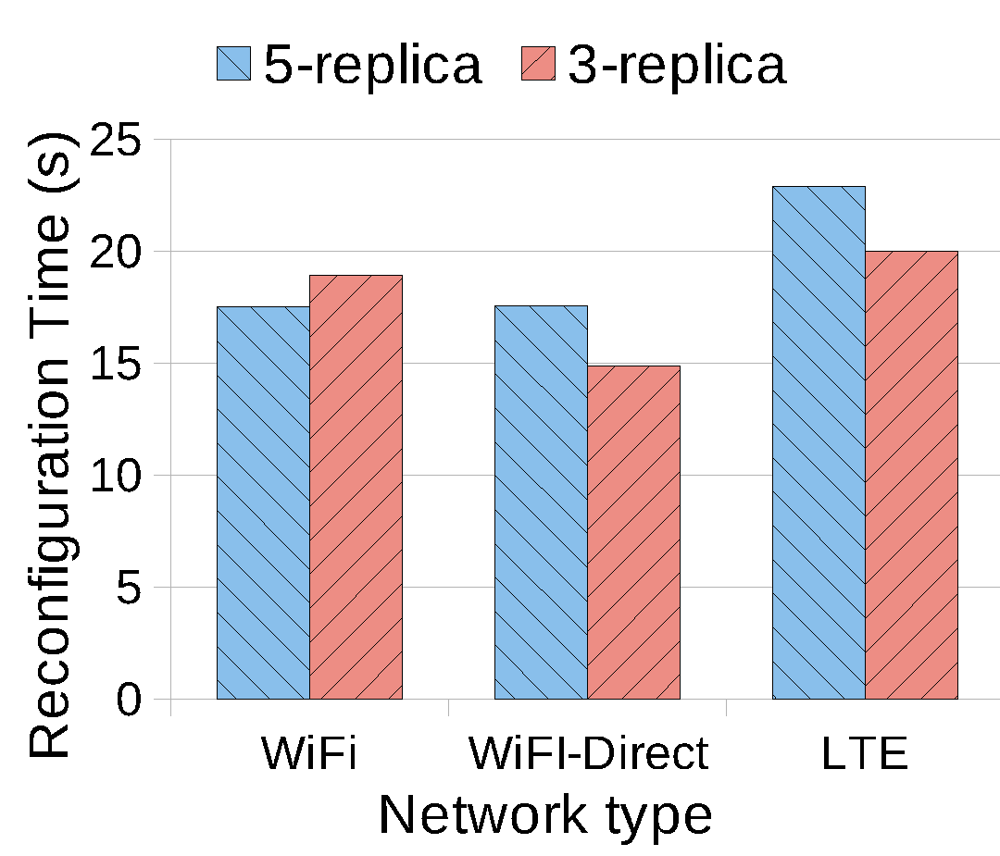 5-replica 3-replica
Reconfiguration Time (s)
25
20
15
10
5
0
WiFi WiFI-Direct LTE
Network type